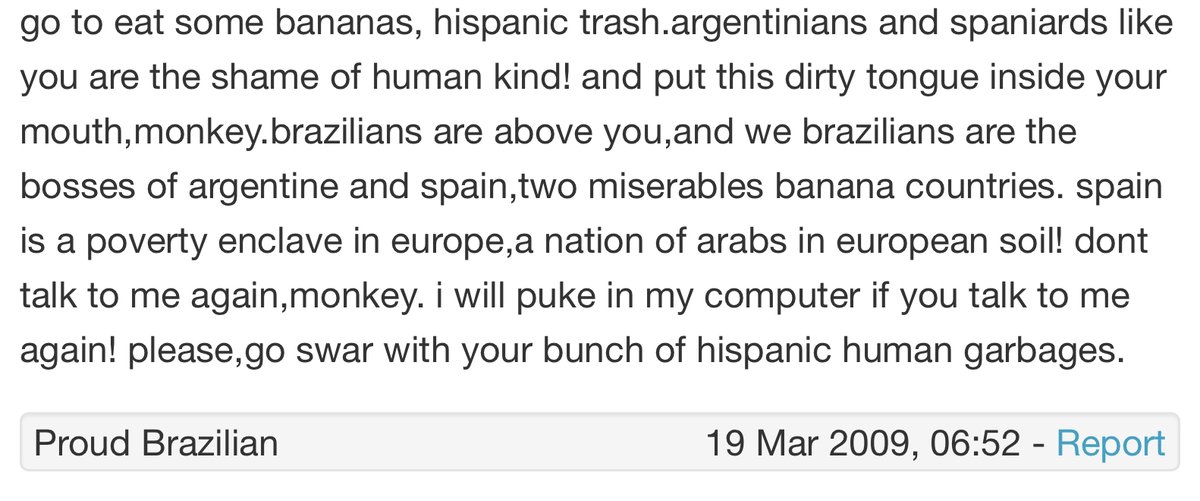 go to eat some bananas, hispanic trash.argentinians and spaniards like
you are the shame of human kind! and put this dirty tongue inside your
mouth,monkey.brazilians are above you,and we brazilians are the
bosses of argentine and spain,two miserables banana countries. spain
is a poverty enclave in europe,a nation of arabs in european soil! dont
talk to me again,monkey. i will puke in my computer if you talk to me
again! please,go swar with your bunch of hispanic human garbages.
Proud Brazilian 19 Mar 2009, 06:52 - Report